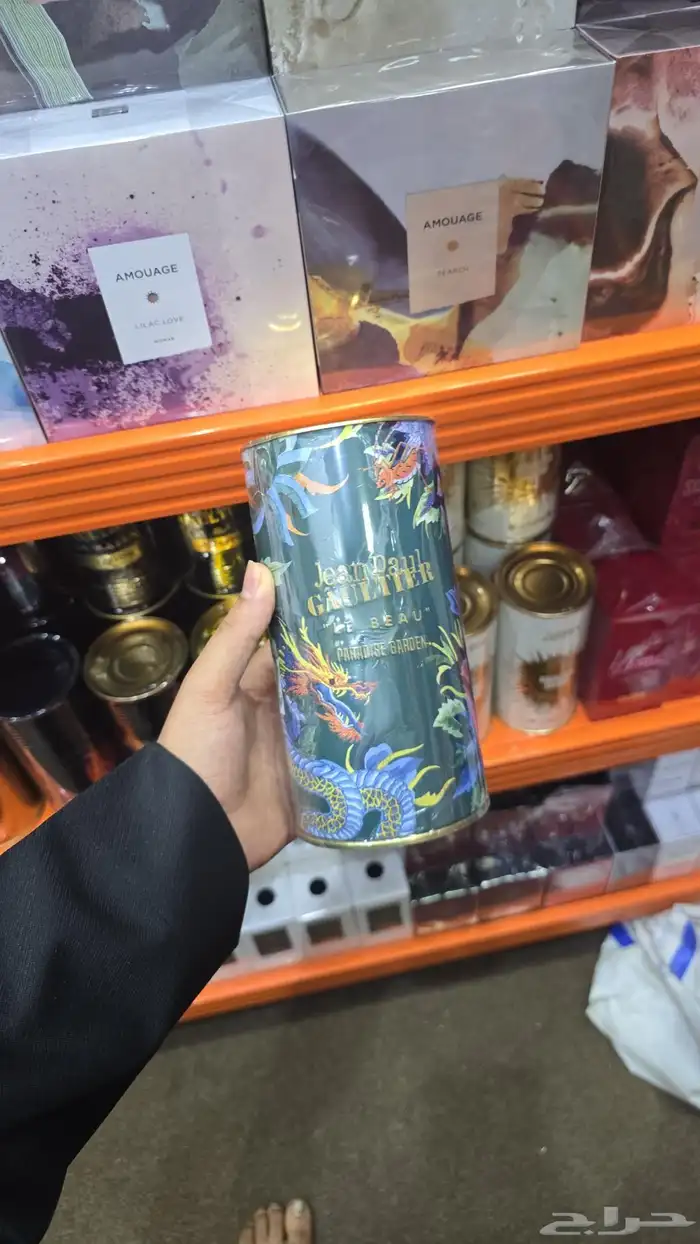 AMOUAGE
LILAC LOVE
WOMAN
AMOUAGE
SEARCH
Jean Paul
GAULTIER
"LE BEAU"
PARADISE GARDEN
حراج